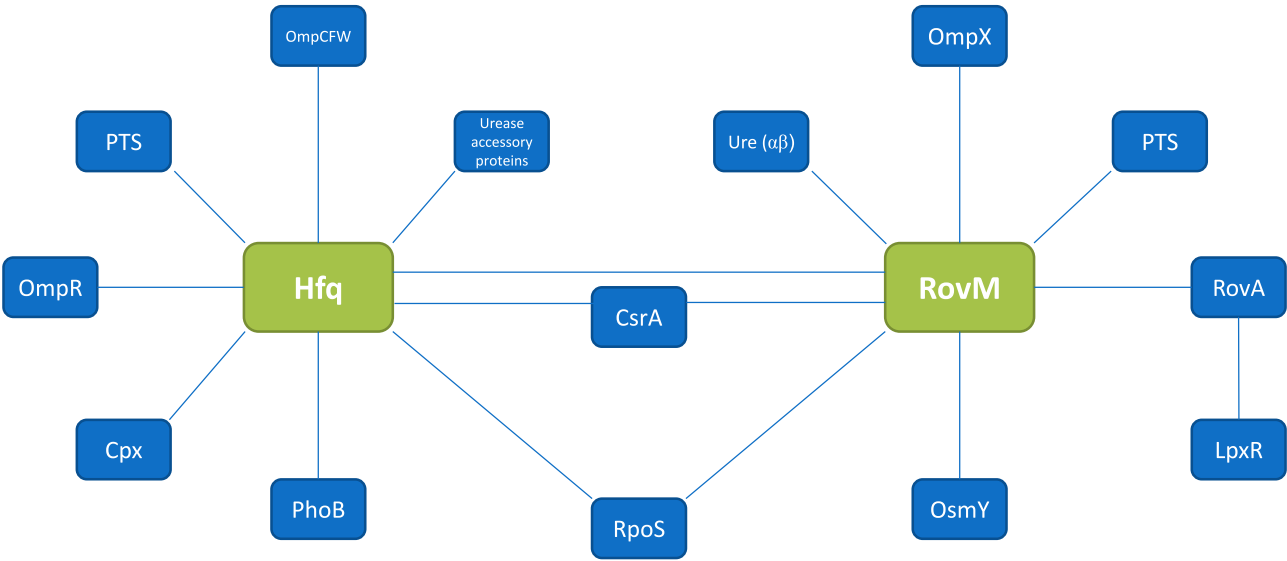 OmpCFW
OmpX
PTS
Urease
accessory
proteins
Ure (αβ)
PTS
OmpR
Hfq
CsrA
RovM
RovA
Cpx
LpxR
PhoB
RpoS
OsmY